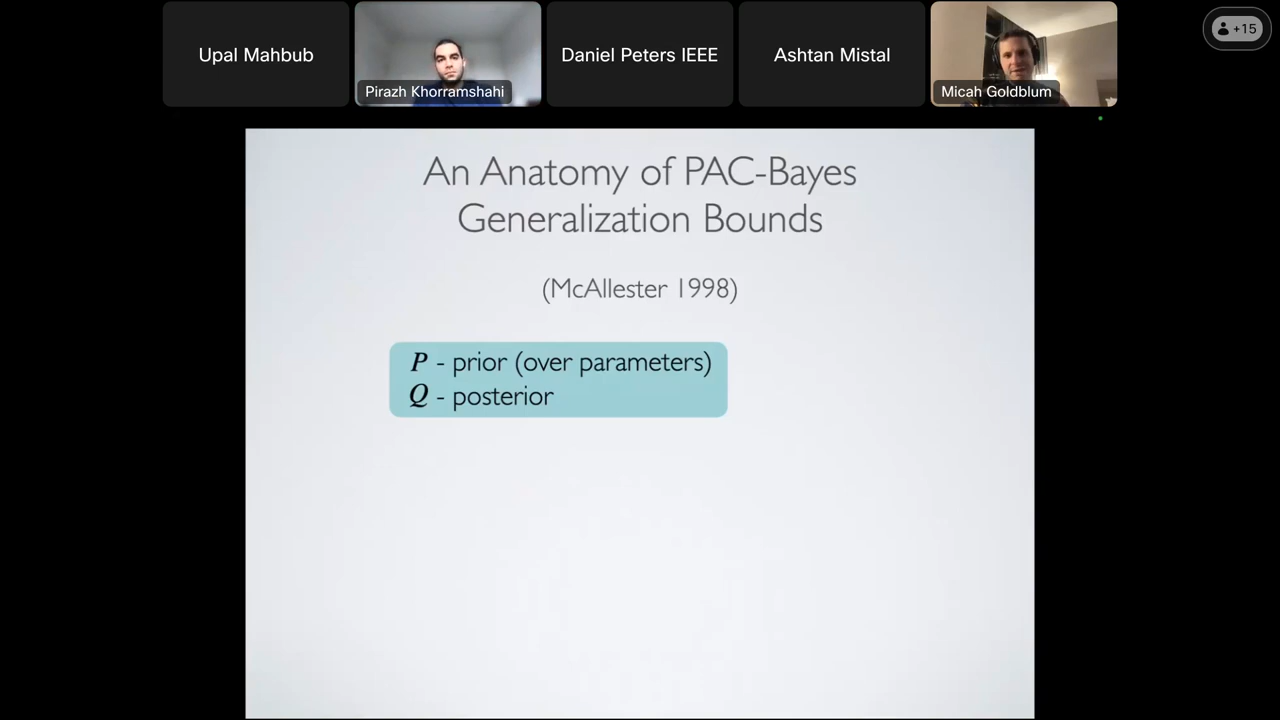 Upal Mahbub
Pirazh Khorramshahi
Daniel Peters IEEE
Ashtan Mistal
Micah Goldblum
+15
An Anatomy of PAC-Bayes
Generalization Bounds
(McAllester 1998)
P - prior (over parameters)
Q - posterior